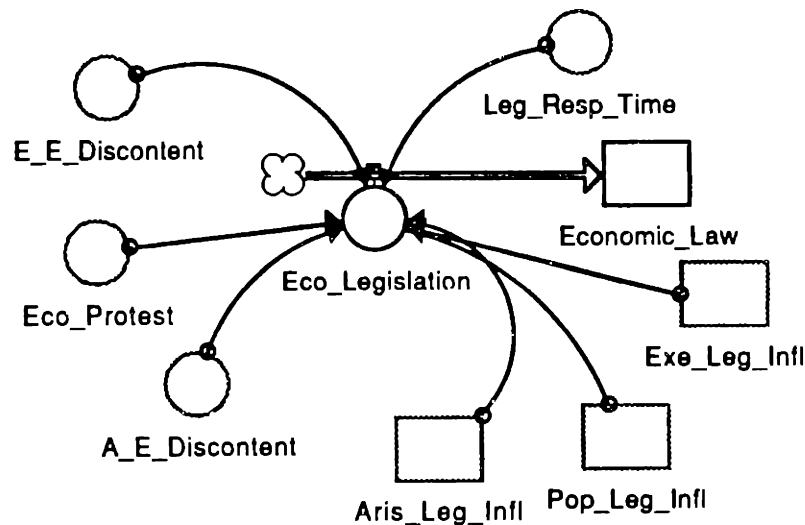 Leg_Resp_Time
E_E_Discontent
Economic_Law
Eco_Legislation
Eco_Protest
Exe_Leg_Infl
A_E_Discontent
Aris_Leg_Infl
Pop_Leg_Infl